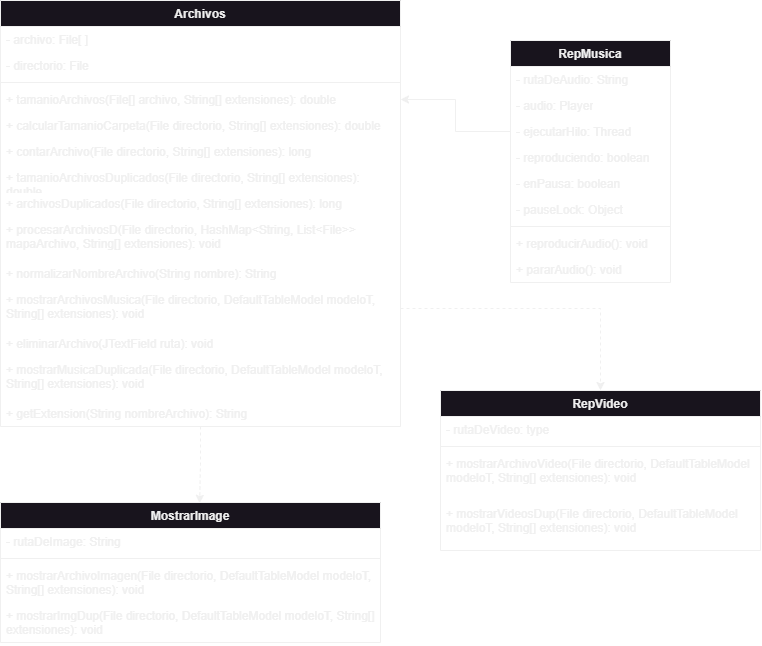 Archivos
- archivo: File[ ]
- directorio: File
+ tamanioArchivos(File[] archivo, String[] extensiones): double
+ calcularTamanioCarpeta(File directorio, String[] extensiones): double
+ contarArchivo(File directorio, String[] extensiones): long
+ tamanioArchivosDuplicados(File directorio, String[] extensiones):
double
+ archivosDuplicados(File directorio, String[] extensiones): long
+ procesarArchivosD(File directorio, HashMap<String, List<File>>
mapaArchivo, String[] extensiones): void
+ normalizarNombreArchivo(String nombre): String
+ mostrarArchivosMusica(File directorio, DefaultTableModel modeloT,
String[] extensiones): void
+ eliminarArchivo(JTextField ruta): void
+ mostrarMusicaDuplicada(File directorio, DefaultTableModel modeloT,
String[] extensiones): void
+ getExtension(String nombreArchivo): String
RepMusica
- rutaDeAudio: String
- audio: Player
- ejecutarHilo: Thread
- reproduciendo: boolean
- enPausa: boolean
- pauseLock: Object
+ reproducirAudio(): void
+ pararAudio(): void
RepVideo
- rutaDeVideo: type
+ mostrarArchivoVideo(File directorio, DefaultTableModel
modeloT, String[] extensiones): void
+ mostrarVideosDup(File directorio, DefaultTableModel
modeloT, String[] extensiones): void
MostrarImage
- rutaDeImage: String
+ mostrarArchivoImagen(File directorio, DefaultTableModel modeloT,
String[] extensiones): void
+ mostrarImgDup(File directorio, DefaultTableModel modeloT, String[]
extensiones): void